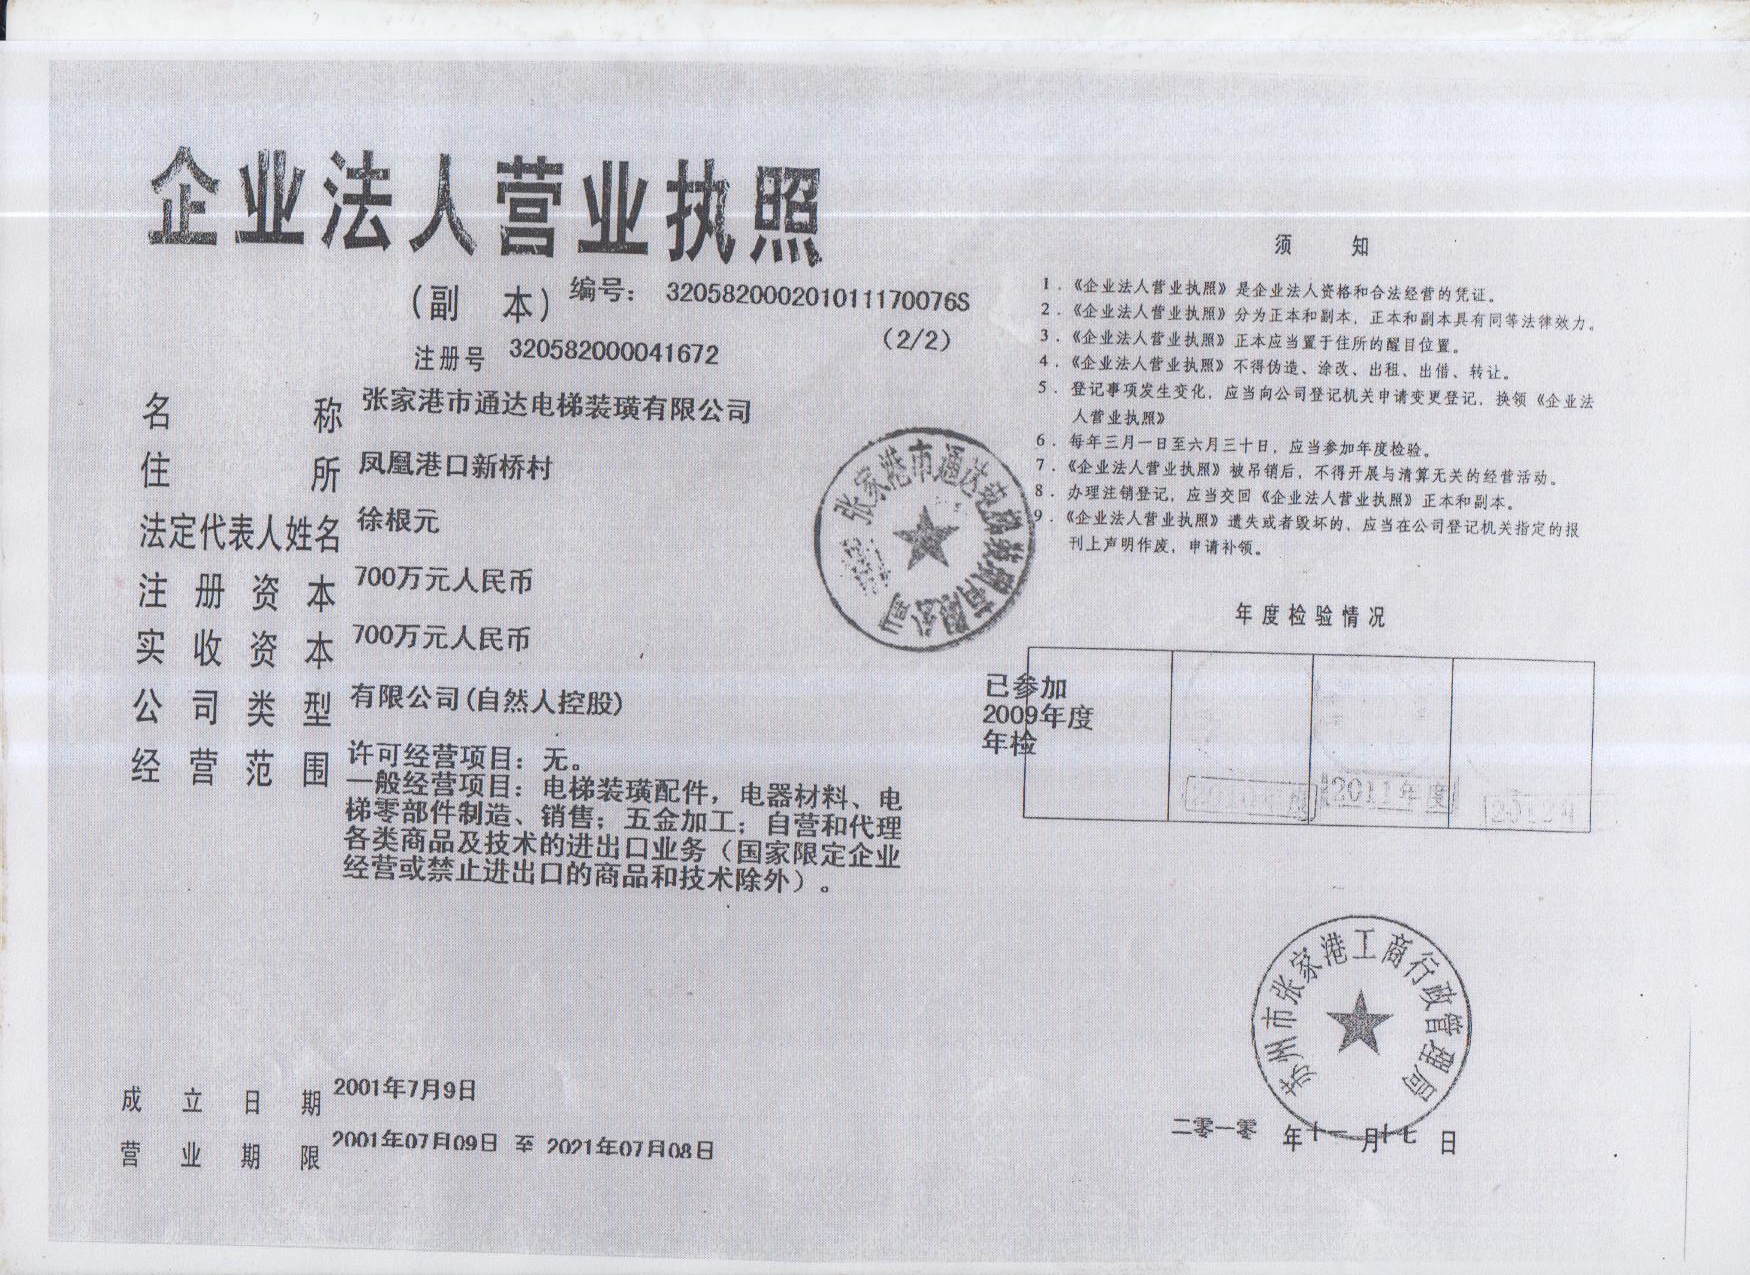 企业法人营业执照
(副 本) 编号: 320582000201011170076S
(2/2)
注册号 320582000041672
名 称 张家港市通达电梯装璜有限公司
住 所 凤凰港口新桥村
法定代表人姓名 徐根元
注册资本 700万元人民币
实收资本 700万元人民币
公司类型 有限公司(自然人控股)
经营范围 许可经营项目：无。
一般经营项目：电梯装璜配件，电器材料、电
梯零部件制造、销售；五金加工；自营和代理
各类商品及技术的进出口业务（国家限定企业
经营或禁止进出口的商品和技术除外）。
成立日期 2001年7月9日
营业期限 2001年07月09日 至 2021年07月08日
须 知
1．《企业法人营业执照》是企业法人资格和合法经营的凭证。
2．《企业法人营业执照》分为正本和副本，正本和副本具有同等法律效力。
3．《企业法人营业执照》正本应当置于住所的醒目位置。
4．《企业法人营业执照》不得伪造、涂改、出租、出借、转让。
5．登记事项发生变化，应当向公司登记机关申请变更登记，换领《企业法
人营业执照》
6．每年三月一日至六月三十日，应当参加年度检验。
7．《企业法人营业执照》被吊销后，不得开展与清算无关的经营活动。
8．办理注销登记，应当交回《企业法人营业执照》正本和副本。
9．《企业法人营业执照》遗失或者毁坏的，应当在公司登记机关指定的报
刊上声明作废，申请补领。
年度检验情况
已参加
2009年度
年检
2011年度
苏州市张家港工商行政管理局
二零一零 年十一月十七 日